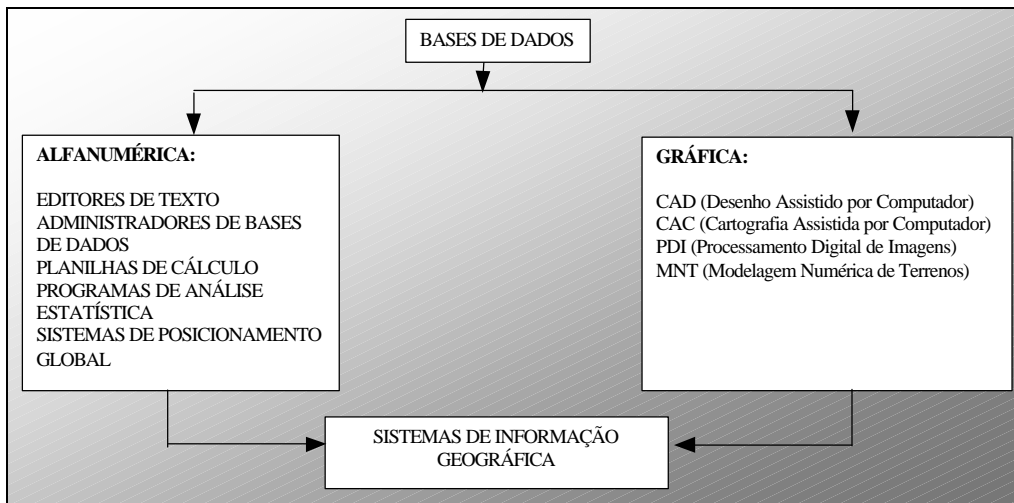 BASES DE DADOS
ALFANUMÉRICA:
EDITORES DE TEXTO
ADMINISTRADORES DE BASES
DE DADOS
PLANILHAS DE CÁLCULO
PROGRAMAS DE ANÁLISE
ESTATÍSTICA
SISTEMAS DE POSICIONAMENTO
GLOBAL
GRÁFICA:
CAD (Desenho Assistido por Computador)
CAC (Cartografia Assistida por Computador)
PDI (Processamento Digital de Imagens)
MNT (Modelagem Numérica de Terrenos)
SISTEMAS DE INFORMAÇÃO
GEOGRÁFICA